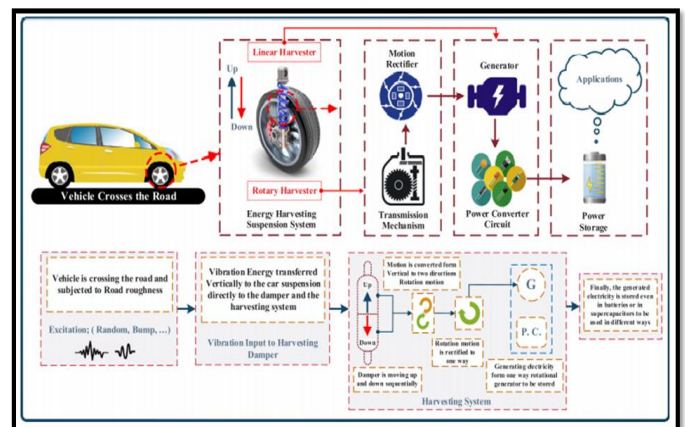 Linear Harvester
Up
Down
Rotary Harvester
Energy Harvesting
Suspension System
Vehicle Crosses the Road
Motion
Rectifier
Transmission
Mechanism
Generator
Power Converter
Circuit
Applications
Power
Storage
Vehicle is crossing the road and
subjected to Road roughness
Excitation; ( Random, Bump, ...)
Vibration Energy transferred
Vertically to the car suspension
directly to the damper and the
harvesting system
Vibration Input to Harvesting
Damper
Motion is converted form
Vertical to two directions
Rotation motion
Up
Down
Damper is moving up
and down sequentially
Rotation motion
is rectified to
one way
G
P. C.
Generating electricity
form one way rotational
generator to be stored
Harvesting System
Finally, the generated
electricity is stored even
in batteries or in
supercapacitors to be
used in different ways